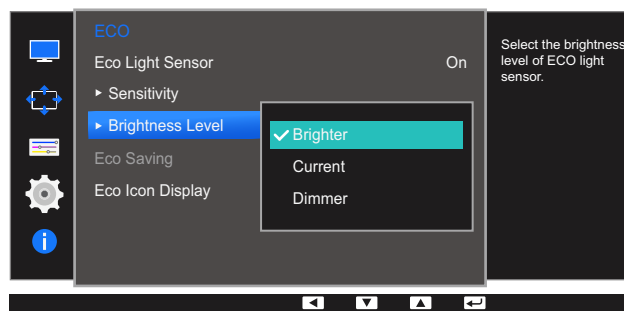 ECO
Eco Light Sensor On
▸ Sensitivity
▸ Brightness Level
Eco Saving
Eco Icon Display
✓ Brighter
Current
Dimmer
Select the brightness
level of ECO light
sensor.
i